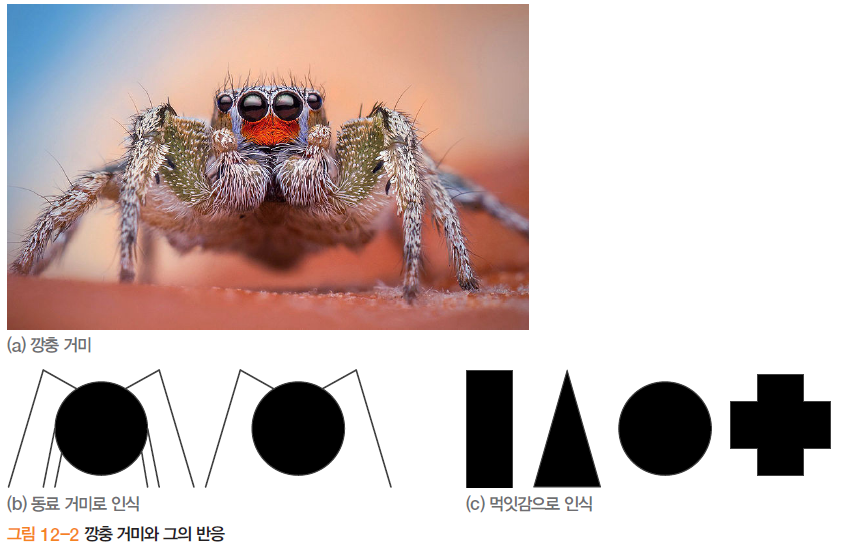 (a) 깡충 거미
(b) 동료 거미로 인식
(c) 먹잇감으로 인식
그림 12-2 깡충 거미와 그의 반응